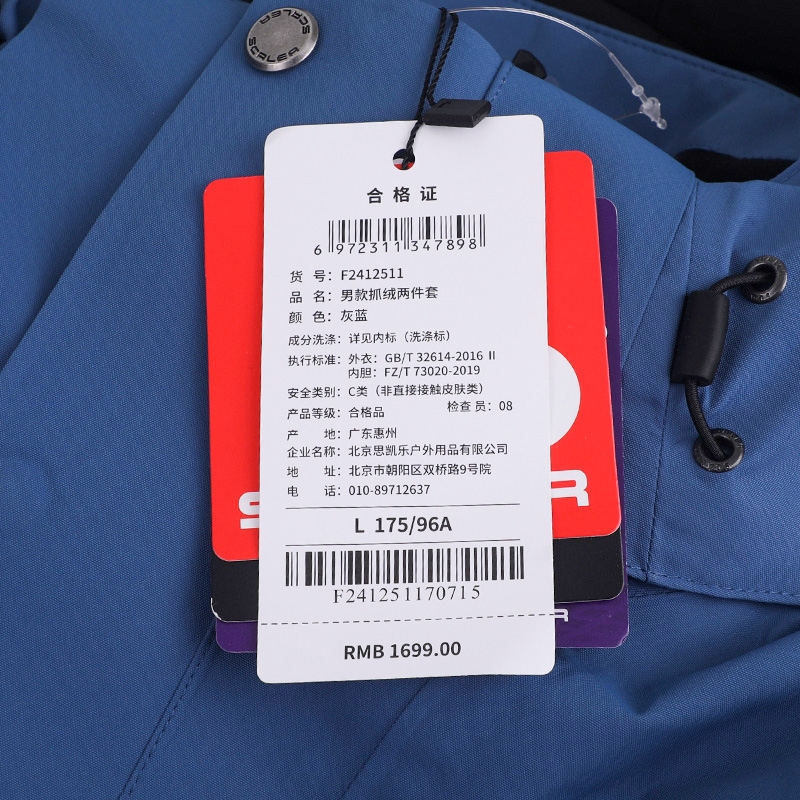 SCALER SCALER
合格证
6 972311 347898
货 号：F2412511
品 名：男款抓绒两件套
颜 色：灰蓝
成分洗涤：详见内标（洗涤标）
执行标准：外衣：GB/T 32614-2016 II
内胆：FZ/T 73020-2019
安全类别：C类（非直接接触皮肤类）
产品等级：合格品 检查员：08
产 地：广东惠州
企业名称：北京思凯乐户外用品有限公司
地 址：北京市朝阳区双桥路9号院
电 话：010-89712637
S R
L 175/96A
F241251170715
R
RMB 1699.00